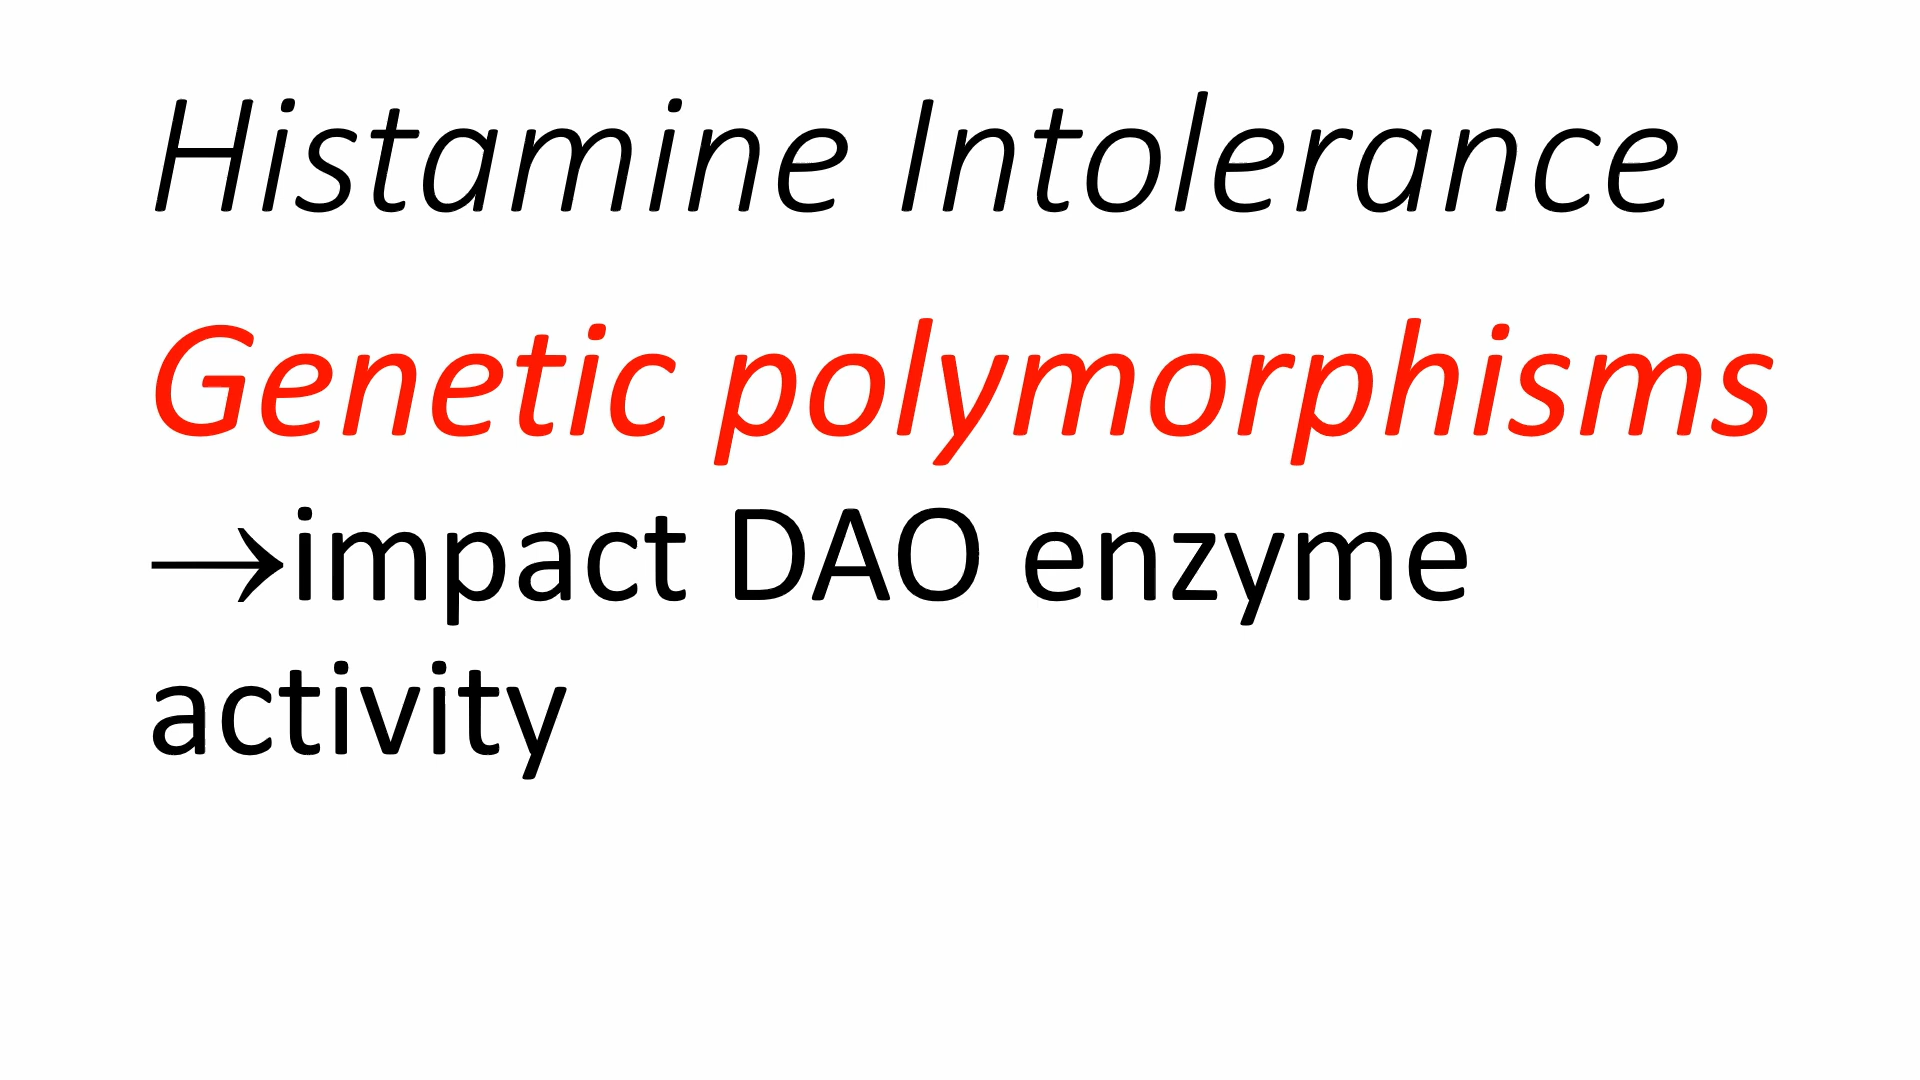 Histamine Intolerance
Genetic polymorphisms
→impact DAO enzyme
activity